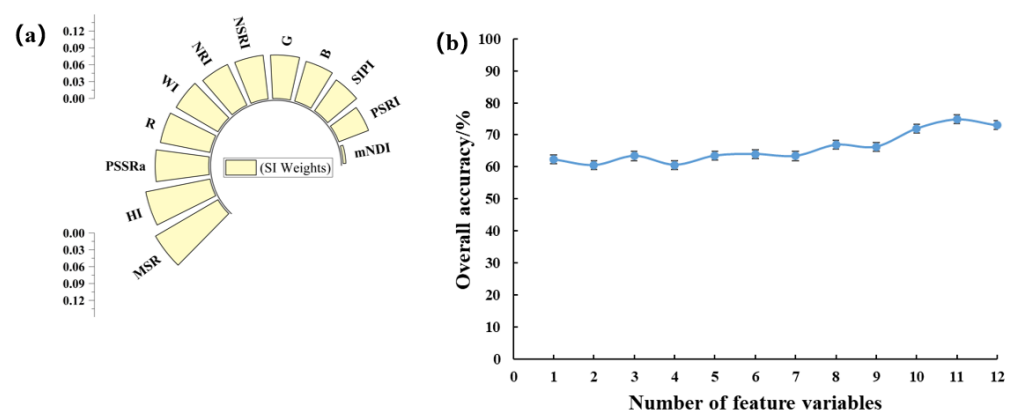 (a)
0.12
0.09
0.06
0.03
0.00
0.00
0.03
0.06
0.09
0.12
MSR
HI
PSSRa
R
WI
NRI
NSRI
G
B
SIPI
PSRI
mNDI
(SI Weights)
(b)
Overall accuracy/%
100
90
80
70
60
50
40
30
20
10
0
0 1 2 3 4 5 6 7 8 9 10 11 12
Number of feature variables